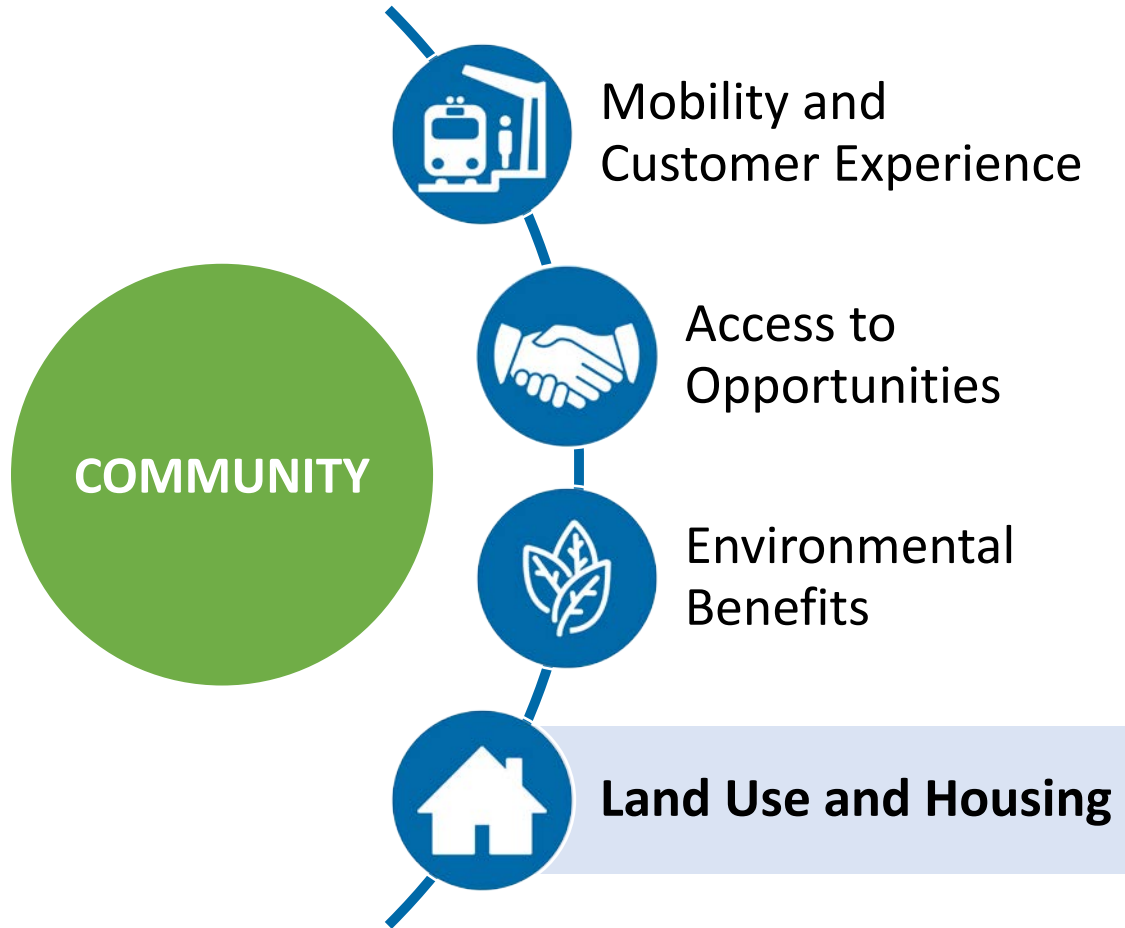 Mobility and
Customer Experience
Access to
Opportunities
COMMUNITY
Environmental
Benefits
Land Use and Housing